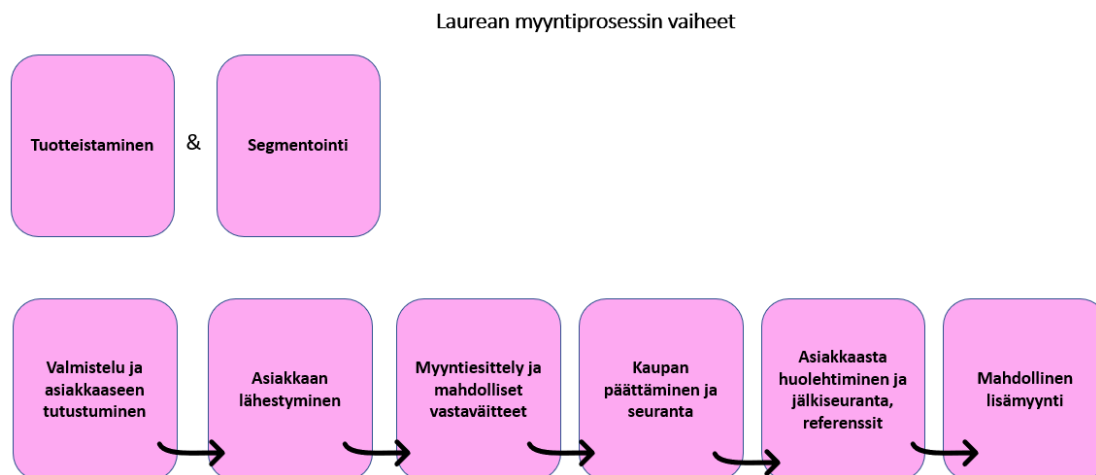 Laurean myyntiprosessin vaiheet
Tuotteistaminen
&
Segmentointi
Valmistelu ja
asiakkaaseen
tutustuminen
Asiakkaan
lähestyminen
Myyntiesittely ja
mahdolliset
vastaväitteet
Kaupan
päättäminen ja
seuranta
Asiakkaasta
huolehtiminen ja
jälkiseuranta,
referenssit
Mahdollinen
lisämyynti